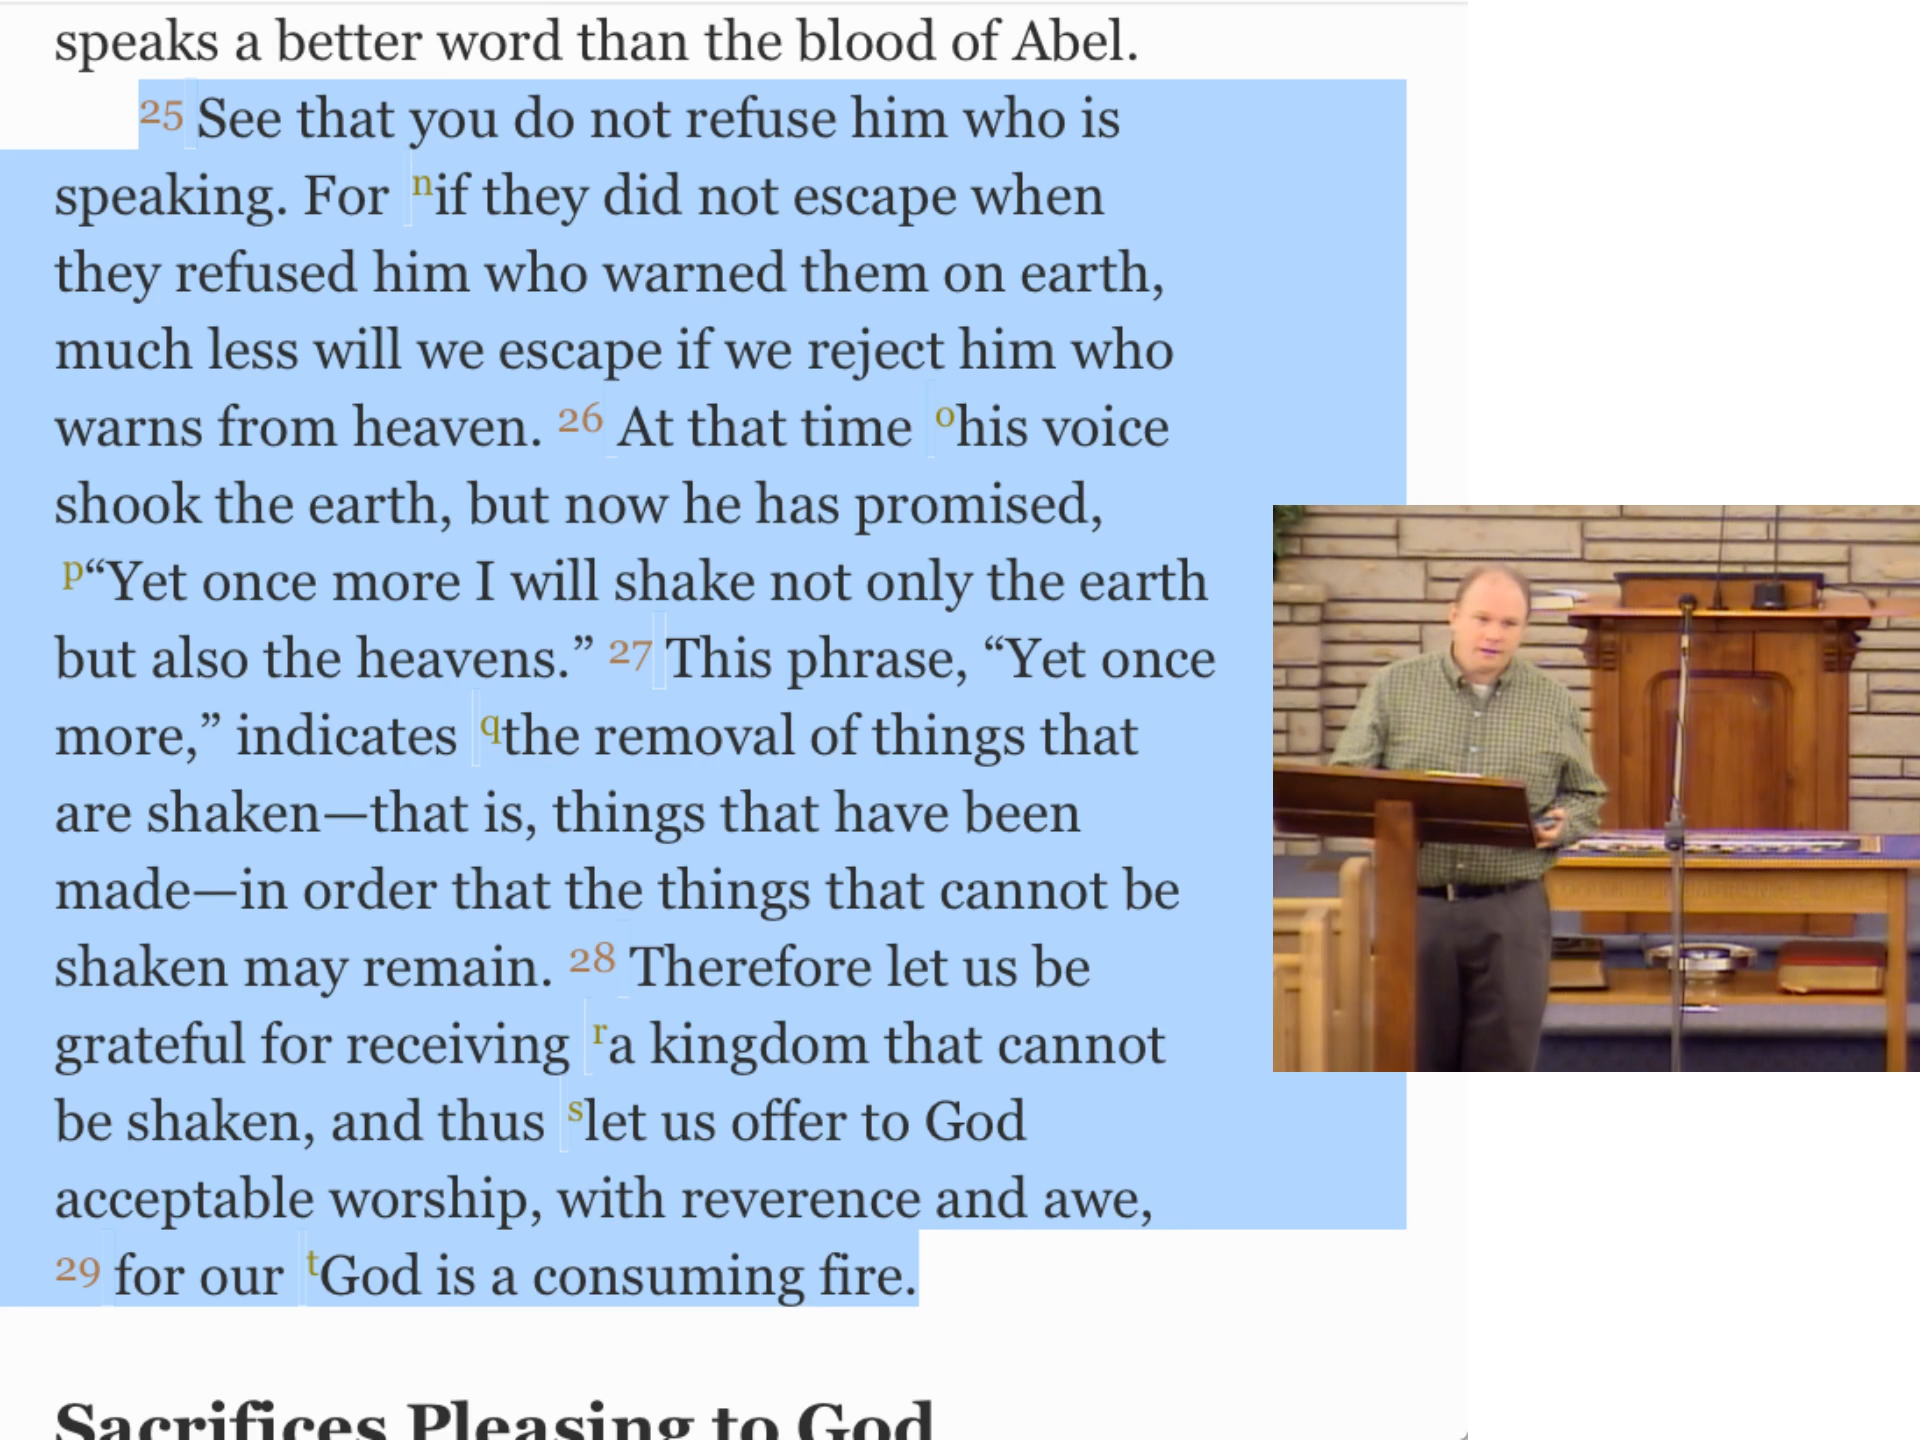 speaks a better word than the blood of Abel.
25 See that you do not refuse him who is
speaking. For nif they did not escape when
they refused him who warned them on earth,
much less will we escape if we reject him who
warns from heaven. 26 At that time ohis voice
shook the earth, but now he has promised,
p“Yet once more I will shake not only the earth
but also the heavens.” 27 This phrase, “Yet once
more,” indicates qthe removal of things that
are shaken—that is, things that have been
made—in order that the things that cannot be
shaken may remain. 28 Therefore let us be
grateful for receiving ra kingdom that cannot
be shaken, and thus slet us offer to God
acceptable worship, with reverence and awe,
29 for our tGod is a consuming fire.
Sacrifices Pleasing to God